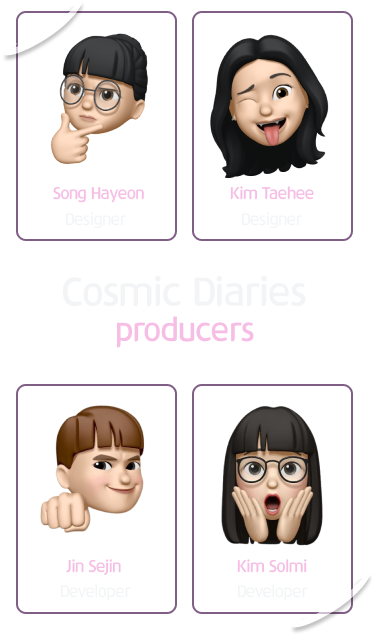 Song Hayeon
Designer
Kim Taehee
Designer
Cosmic Diaries
producers
Jin Sejin
Developer
Kim Solmi
Developer